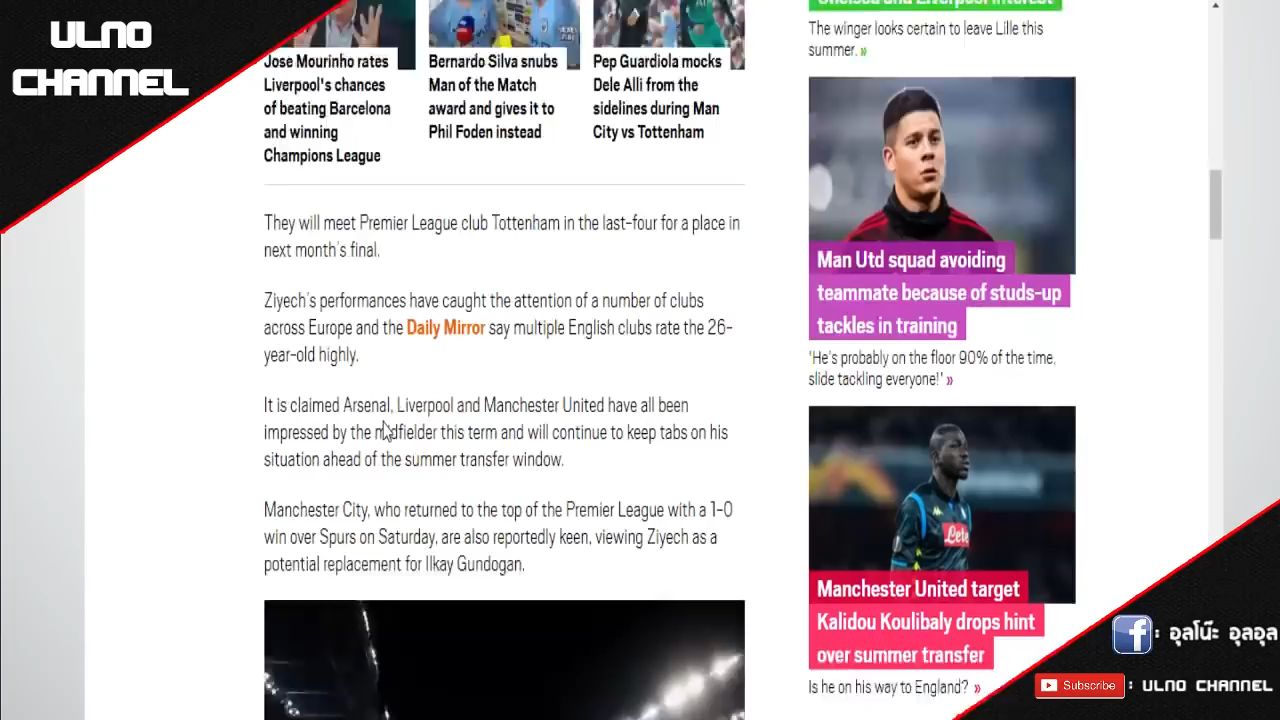 ULNO
CHANNEL
Jose Mourinho rates
Liverpool's chances
of beating Barcelona
and winning
Champions League
Bernardo Silva snubs
Man of the Match
award and gives it to
Phil Foden instead
Pep Guardiola mocks
Dele Alli from the
sidelines during Man
City vs Tottenham
They will meet Premier League club Tottenham in the last-four for a place in
next month's final.
Ziyech's performances have caught the attention of a number of clubs
across Europe and the Daily Mirror say multiple English clubs rate the 26-
year-old highly.
It is claimed Arsenal, Liverpool and Manchester United have all been
impressed by the midfielder this term and will continue to keep tabs on his
situation ahead of the summer transfer window.
Manchester City, who returned to the top of the Premier League with a 1-0
win over Spurs on Saturday, are also reportedly keen, viewing Ziyech as a
potential replacement for Ilkay Gundogan.
Chelsea and Liverpool interest
The winger looks certain to leave Lille this
summer. »
Man Utd squad avoiding
teammate because of studs-up
tackles in training
'He's probably on the floor 90% of the time,
slide tackling everyone!' »
Lete
Manchester United target
Kalidou Koulibaly drops hint
over summer transfer
Is he on his way to England? »
f : อุลโน๊ะ อุลอุล
Subscribe : ULNO CHANNEL